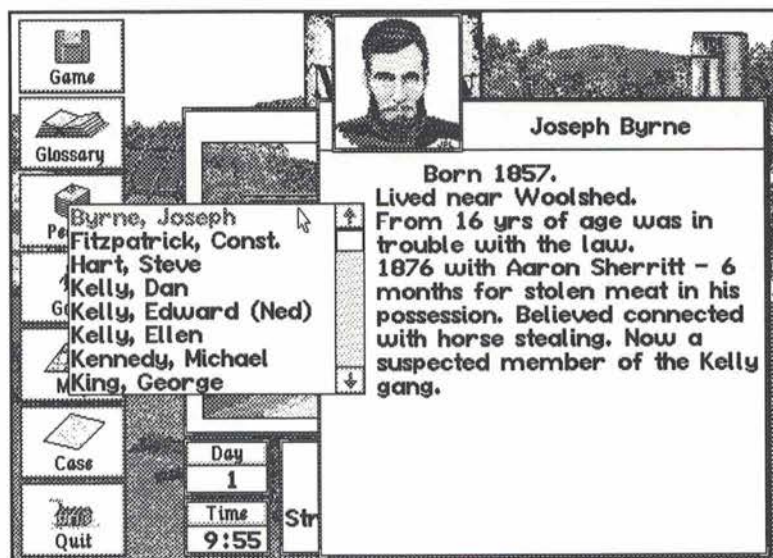 Game
Glossary
Byrne, Joseph
Fitzpatrick, Const.
Hart, Steve
Kelly, Dan
Kelly, Edward (Ned)
Kelly, Ellen
Kennedy, Michael
King, George
Case
Quit
Day
1
Time
9:55
Joseph Byrne
Born 1857.
Lived near Woolshed.
From 16 yrs of age was in
trouble with the law.
1876 with Aaron Sherritt - 6
months for stolen meat in his
possession. Believed connected
with horse stealing. Now a
suspected member of the Kelly
gang.